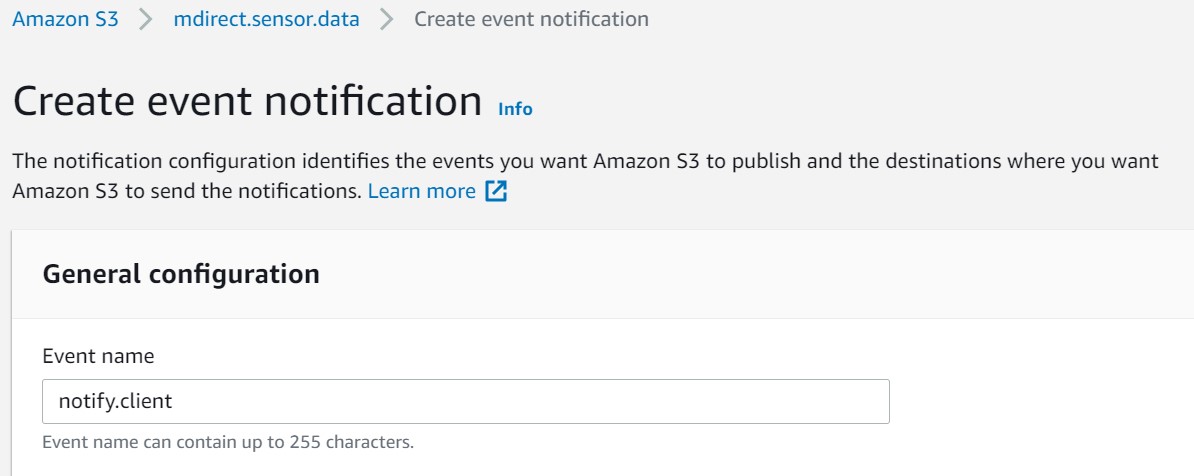 Amazon S3 > mdirect.sensor.data > Create event notification
Create event notification Info
The notification configuration identifies the events you want Amazon S3 to publish and the destinations where you want
Amazon S3 to send the notifications. Learn more
General configuration
Event name
notify.client
Event name can contain up to 255 characters.